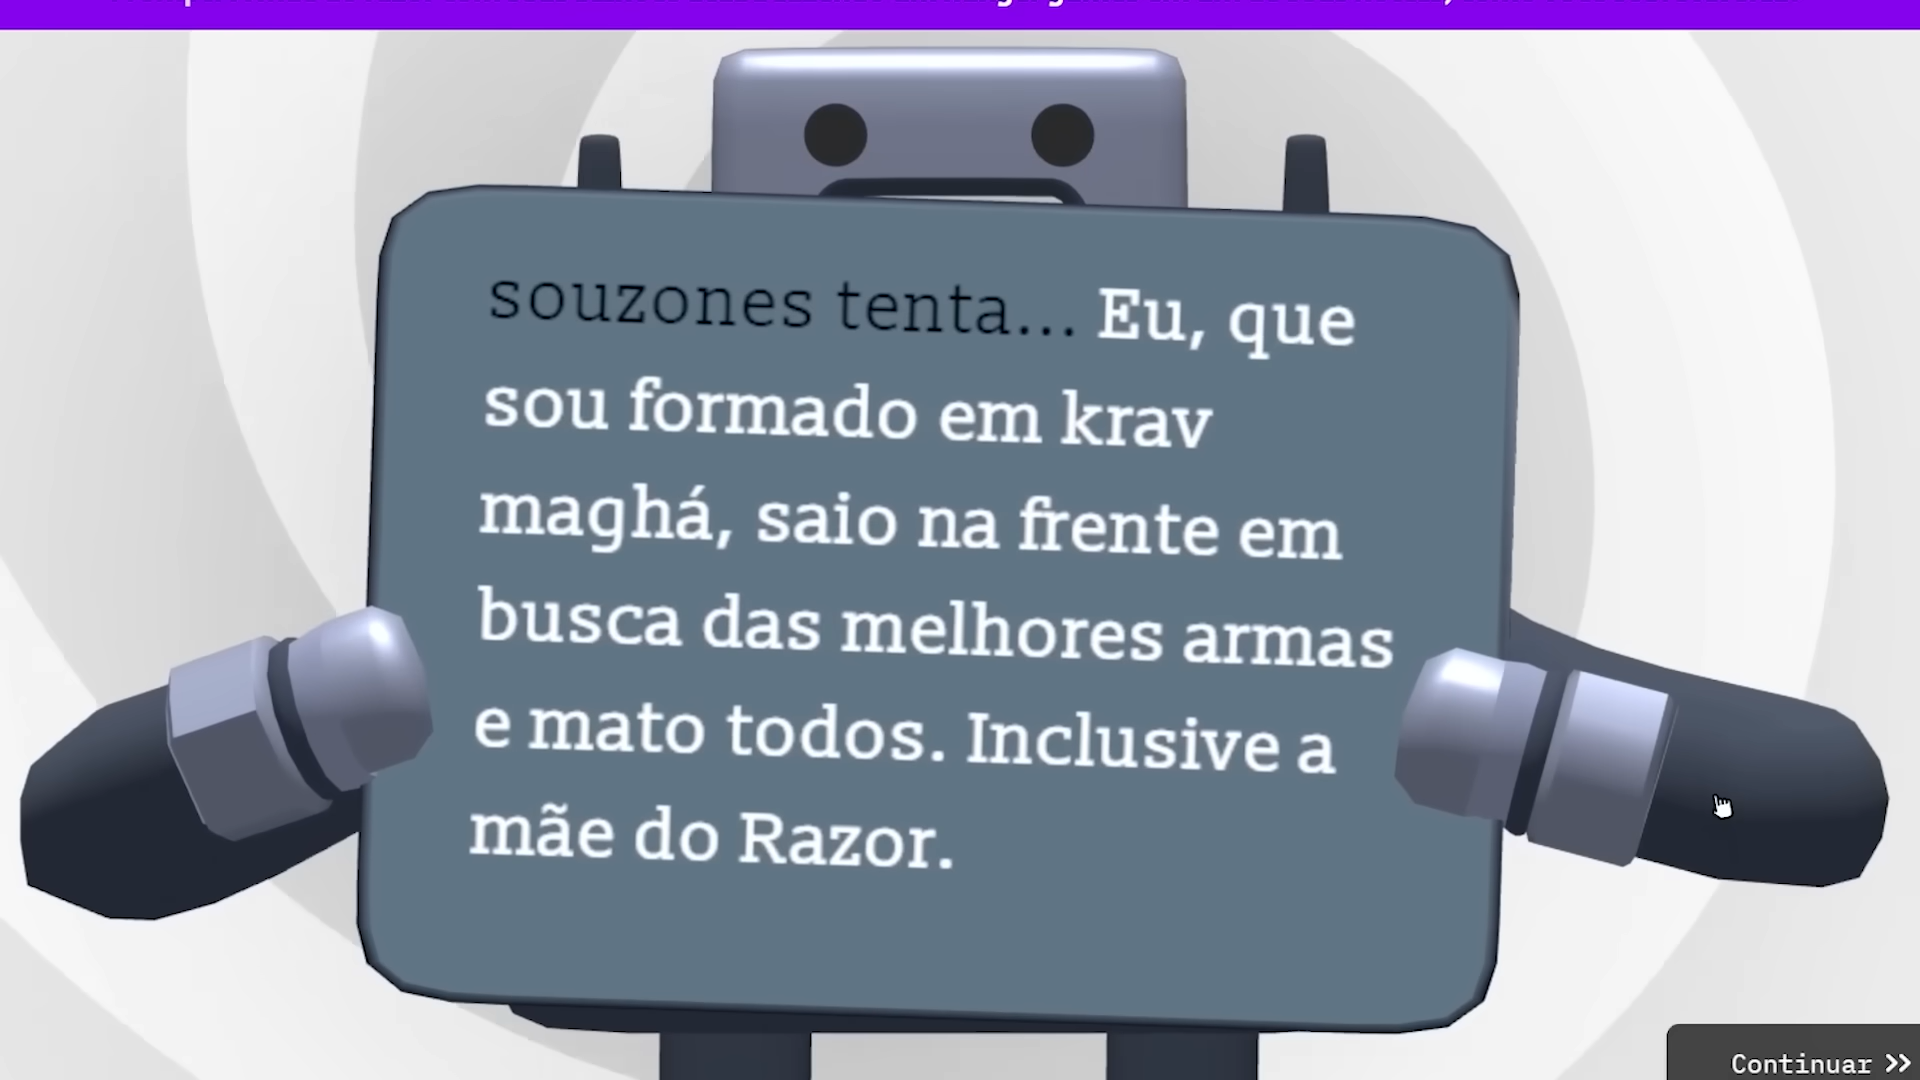 souzones tenta... Eu, que
sou formado em krav
maghá, saio na frente em
busca das melhores armas
e mato todos. Inclusive a
mãe do Razor.
Continuar >>